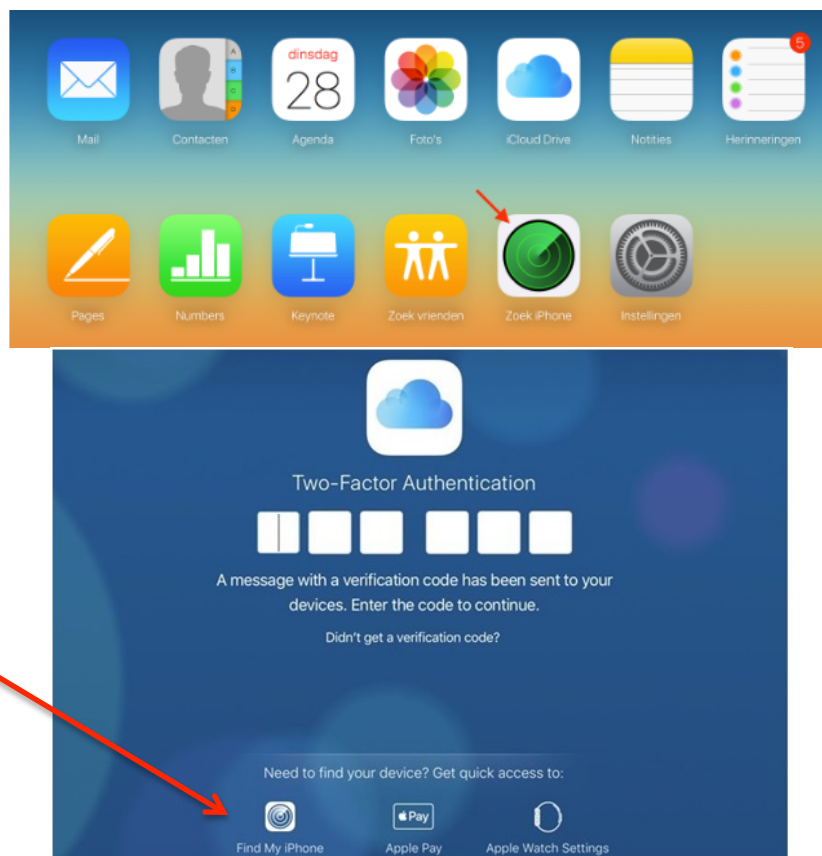 A
B
C
D
dinsdag
28
5
Mail
Contacten
Agenda
Foto's
iCloud Drive
Notities
Herinneringen
Pages
Numbers
Keynote
Zoek vrienden
Zoek iPhone
Instellingen
Two-Factor Authentication
A message with a verification code has been sent to your
devices. Enter the code to continue.
Didn't get a verification code?
Need to find your device? Get quick access to:
Pay
Find My iPhone
Apple Pay
Apple Watch Settings